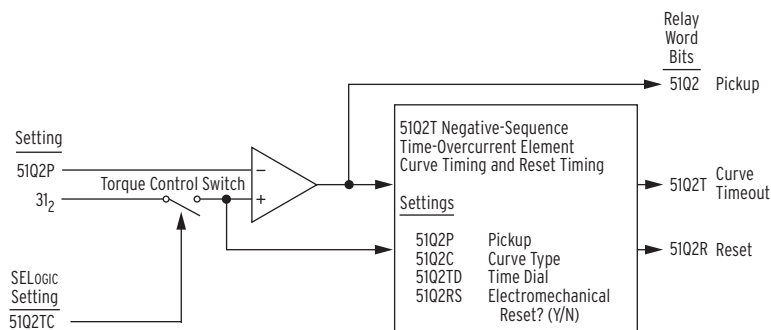 Relay
Word
Bits
51Q2 Pickup
Setting
51Q2P
Torque Control Switch
3I₂
SELOGIC
Setting
51Q2TC
–
+
51Q2T Negative-Sequence
Time-Overcurrent Element
Curve Timing and Reset Timing
Settings
51Q2P Pickup
51Q2C Curve Type
51Q2TD Time Dial
51Q2RS Electromechanical
Reset? (Y/N)
51Q2T Curve
Timeout
51Q2R Reset